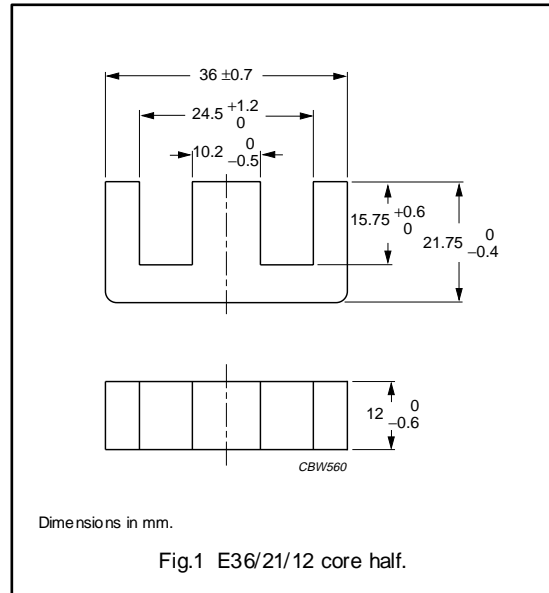 36 ±0.7
24.5 +1.2 0
10.2 0 −0.5
15.75 +0.6 0
21.75 0 −0.4
12 0 −0.6
CBW560
Dimensions in mm.
Fig.1 E36/21/12 core half.